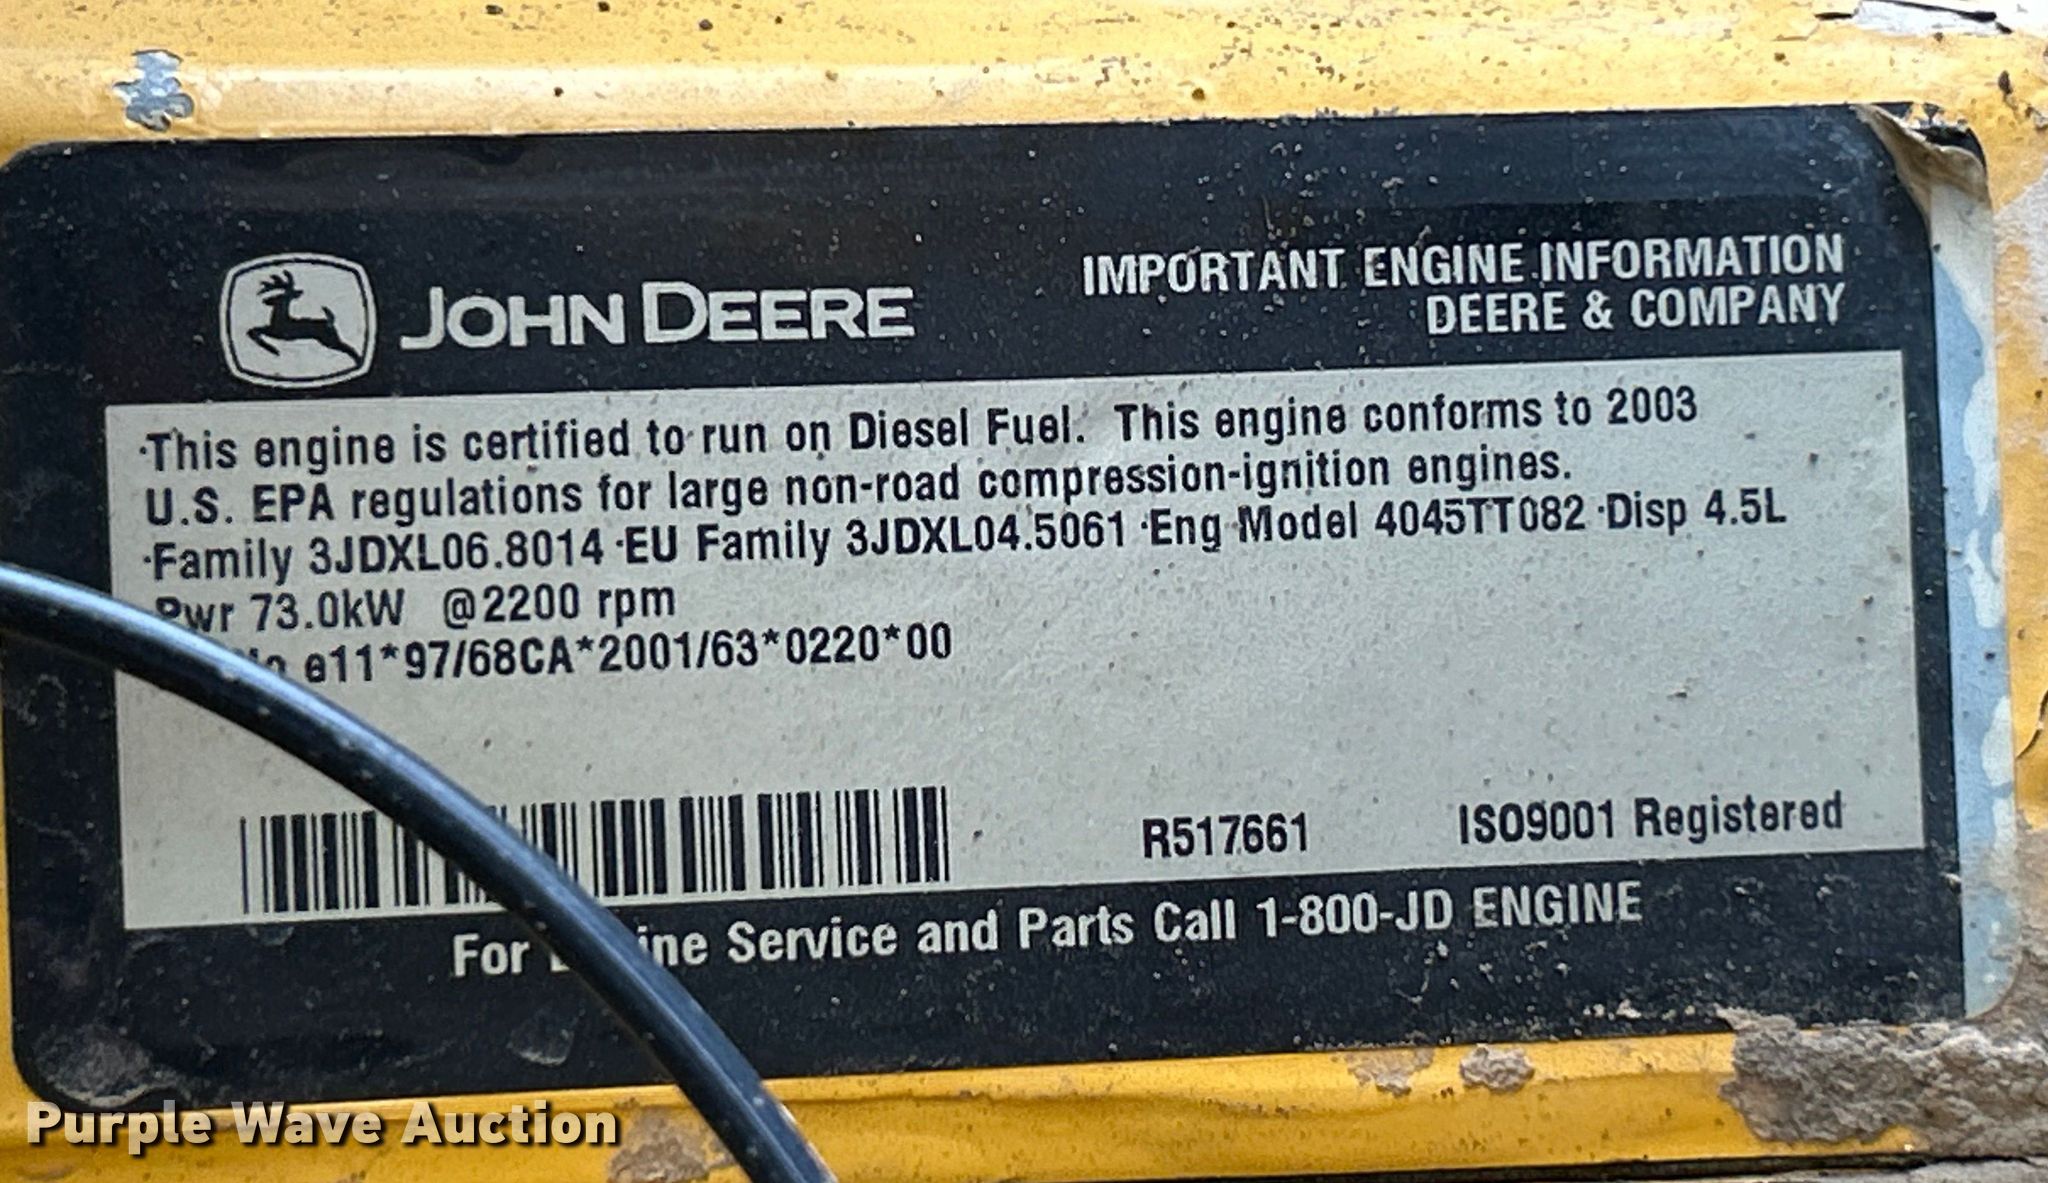 JOHN DEERE
IMPORTANT ENGINE INFORMATION
DEERE & COMPANY
·This engine is certified to run on Diesel Fuel. This engine conforms to 2003
U.S. EPA regulations for large non-road compression-ignition engines.
·Family 3JDXL06.8014 ·EU Family 3JDXL04.5061 ·Eng Model 4045TT082 ·Disp 4.5L
Pwr 73.0kW @2200 rpm
e11*97/68CA*2001/63*0220*00
R517661 ISO9001 Registered
For Service and Parts Call 1-800-JD ENGINE
Purple Wave Auction